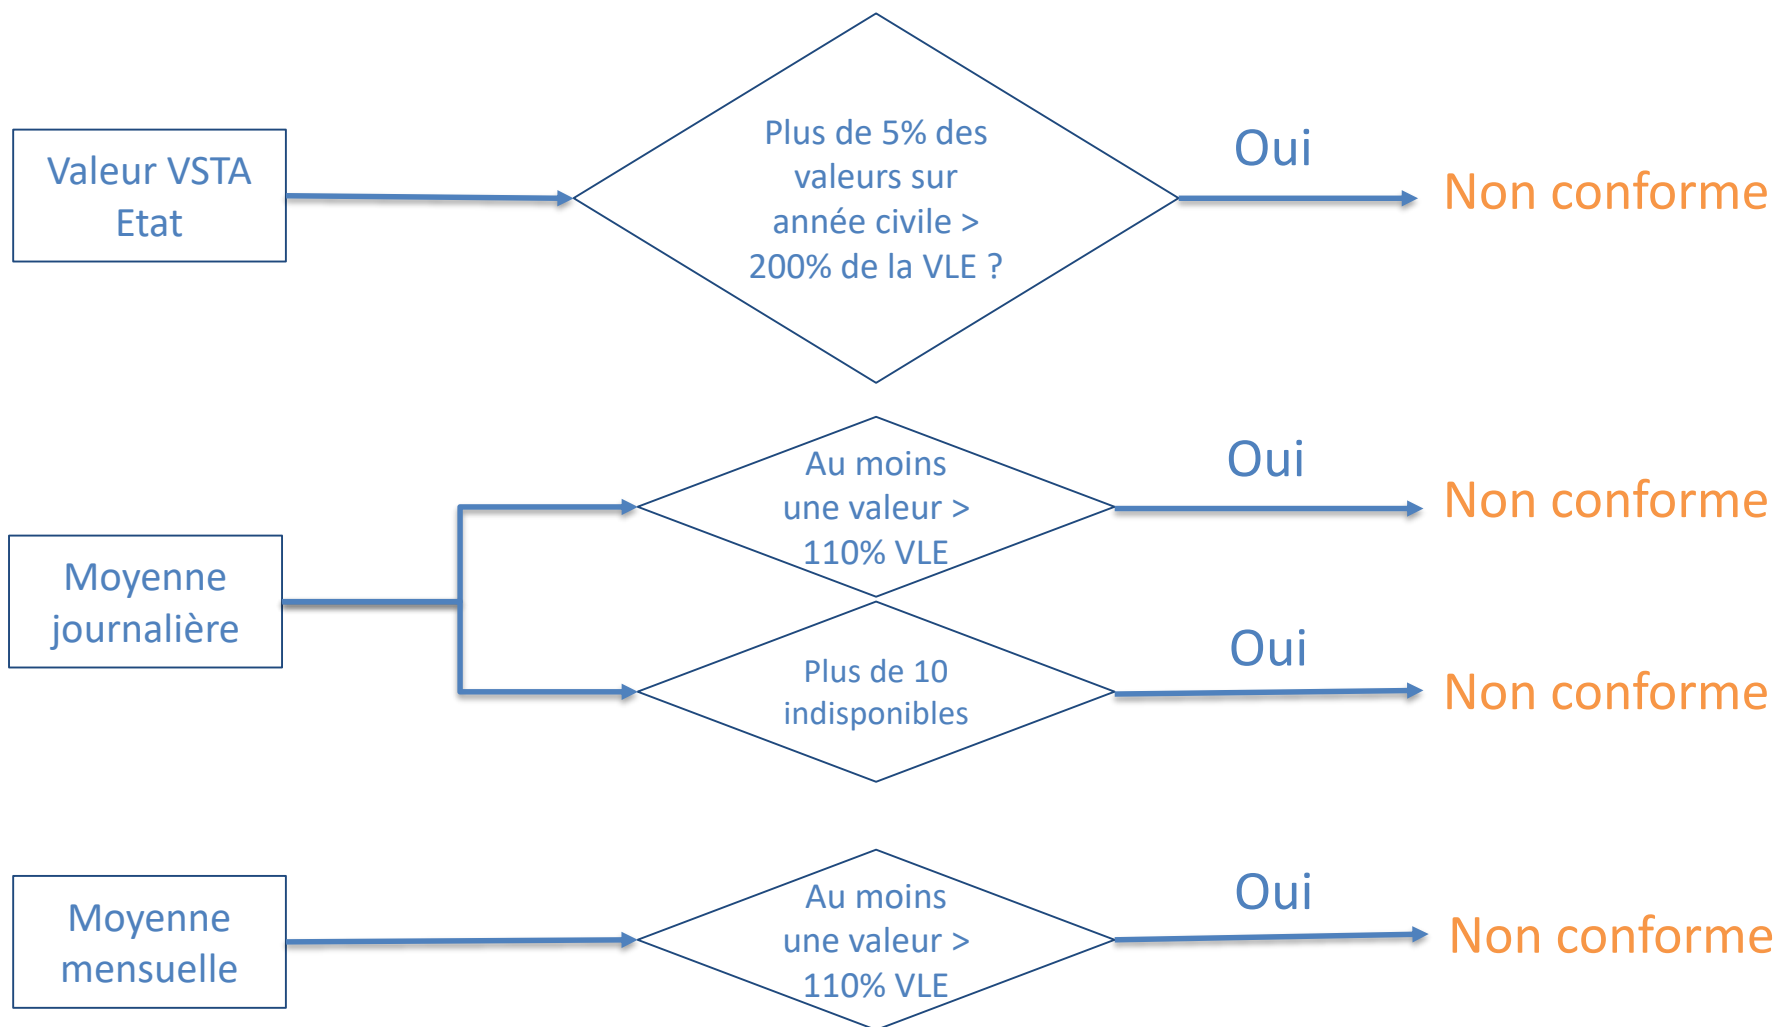 Valeur VSTA
Etat
Plus de 5% des
valeurs sur
année civile >
200% de la VLE ?
Oui
Non conforme
Moyenne
journalière
Au moins
une valeur >
110% VLE
Oui
Non conforme
Plus de 10
indisponibles
Oui
Non conforme
Moyenne
mensuelle
Au moins
une valeur >
110% VLE
Oui
Non conforme